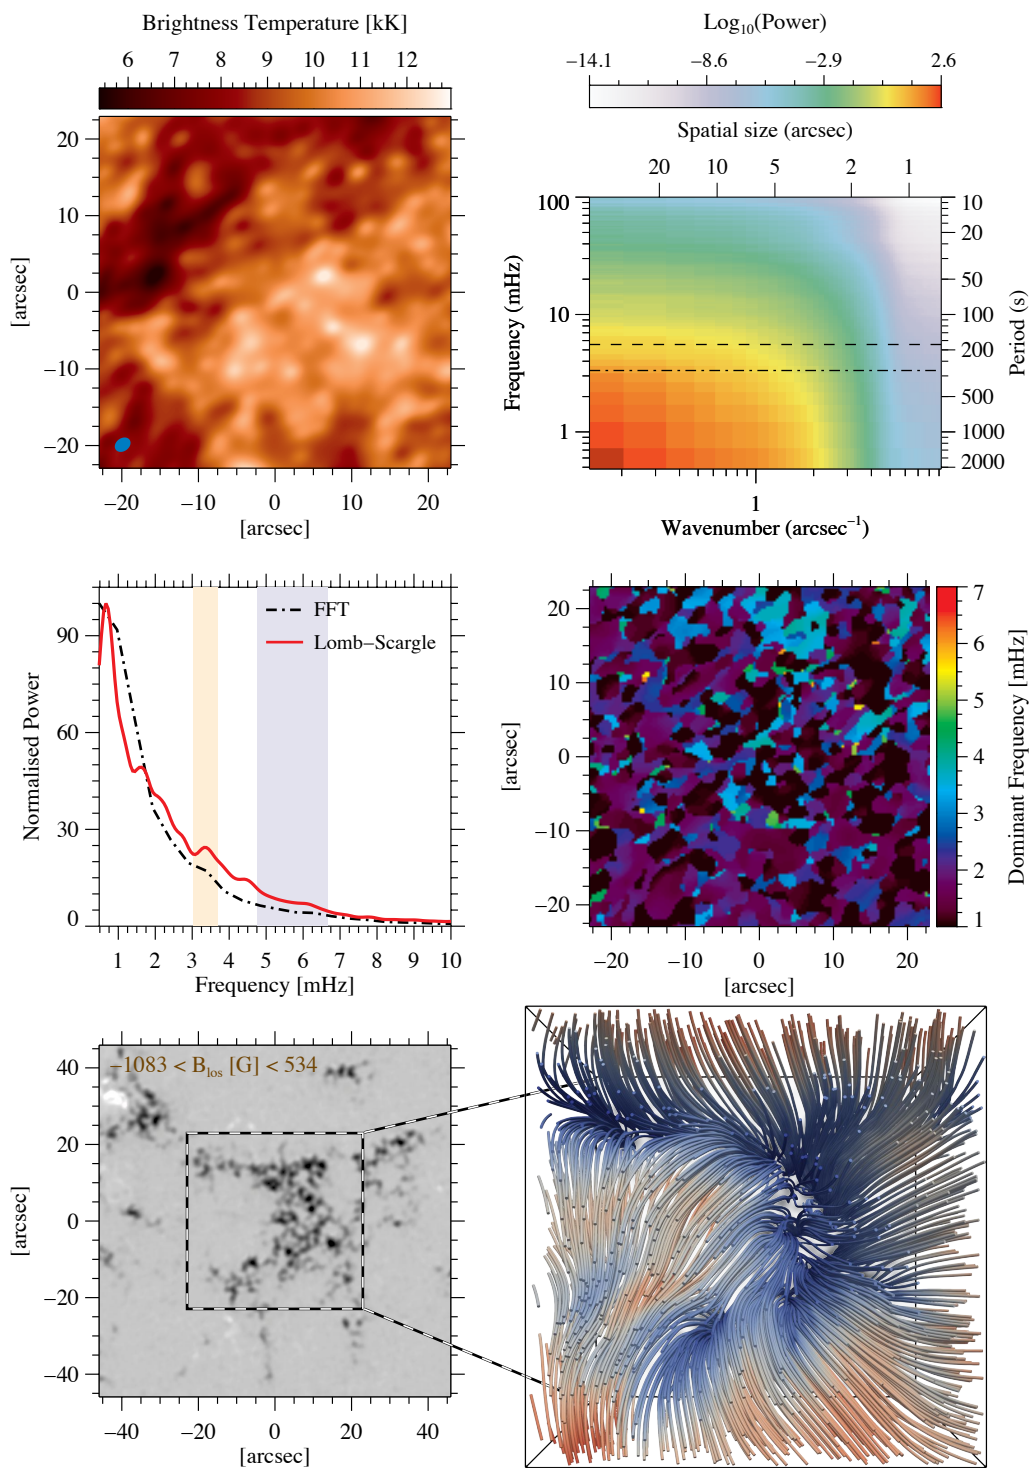 Brightness Temperature [kK]
6 7 8 9 10 11 12
20
10
0
−10
−20
[arcsec]
−20 −10 0 10 20
[arcsec]
Log10(Power)
−14.1 −8.6 −2.9 2.6
Spatial size (arcsec)
20 10 5 2 1
100
10
1
Frequency (mHz)
10
20
50
100
200
500
1000
2000
Period (s)
1
Wavenumber (arcsec−1)
90
60
30
0
Normalised Power
FFT
Lomb−Scargle
1 2 3 4 5 6 7 8 9 10
Frequency [mHz]
20
10
0
−10
−20
[arcsec]
−20 −10 0 10 20
[arcsec]
7
6
5
4
3
2
1
Dominant Frequency [mHz]
−1083 < Blos [G] < 534
40
20
0
−20
−40
[arcsec]
−40 −20 0 20 40
[arcsec]